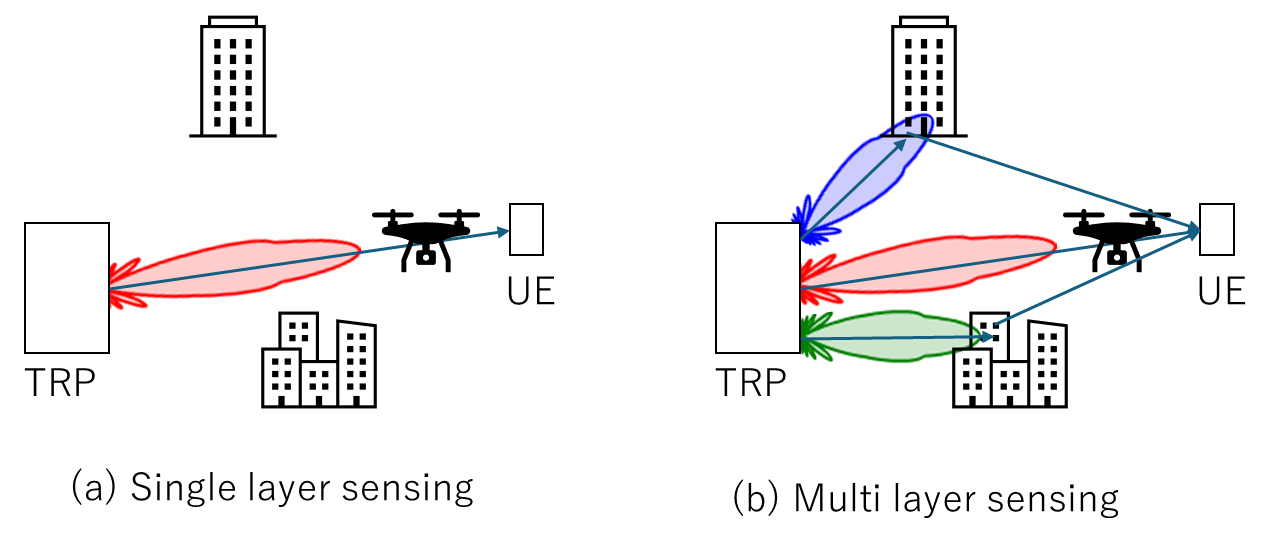 UE
UE
TRP
TRP
(a) Single layer sensing
(b) Multi layer sensing